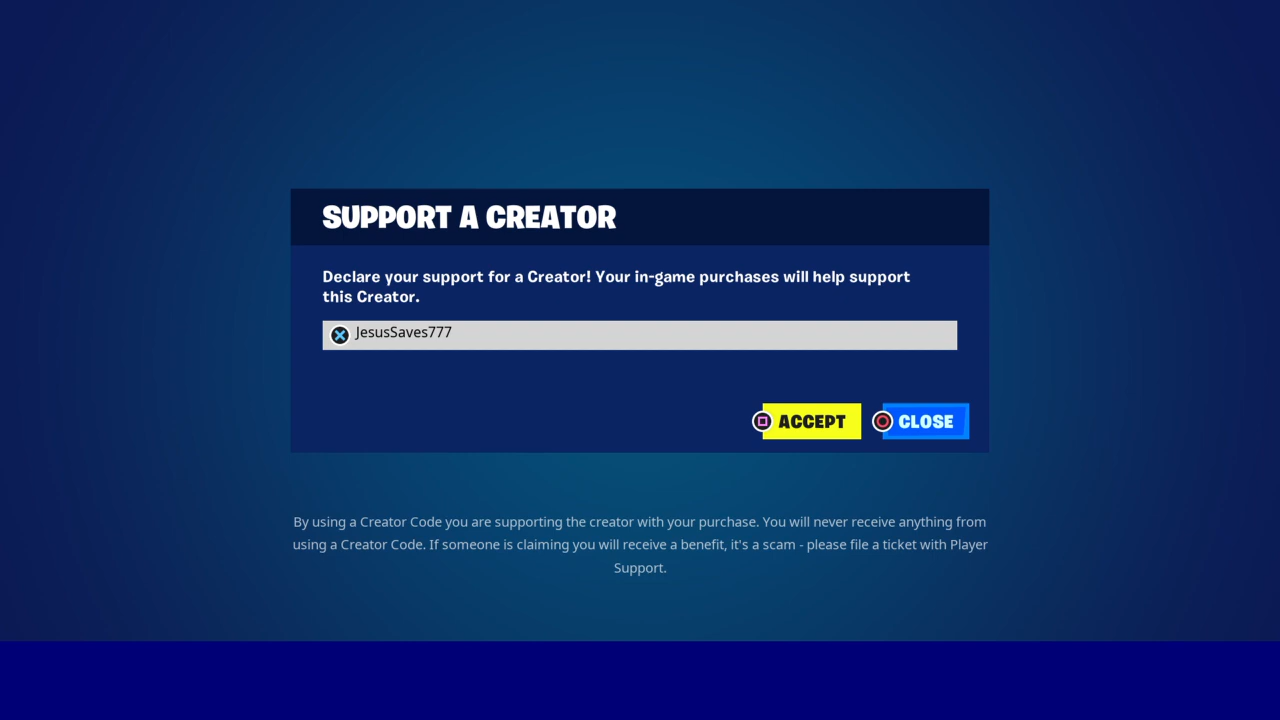 SUPPORT A CREATOR
Declare your support for a Creator! Your in-game purchases will help support
this Creator.
JesusSaves777
ACCEPT
CLOSE
By using a Creator Code you are supporting the creator with your purchase. You will never receive anything from
using a Creator Code. If someone is claiming you will receive a benefit, it's a scam - please file a ticket with Player
Support.